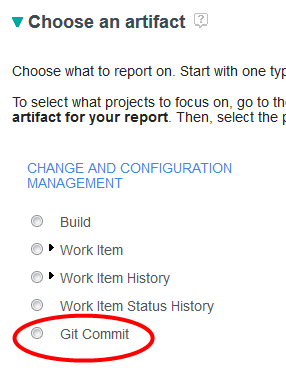 Choose an artifact ?
Choose what to report on. Start with one typ
To select what projects to focus on, go to the
artifact for your report. Then, select the p
CHANGE AND CONFIGURATION
MANAGEMENT
Build
Work Item
Work Item History
Work Item Status History
Git Commit